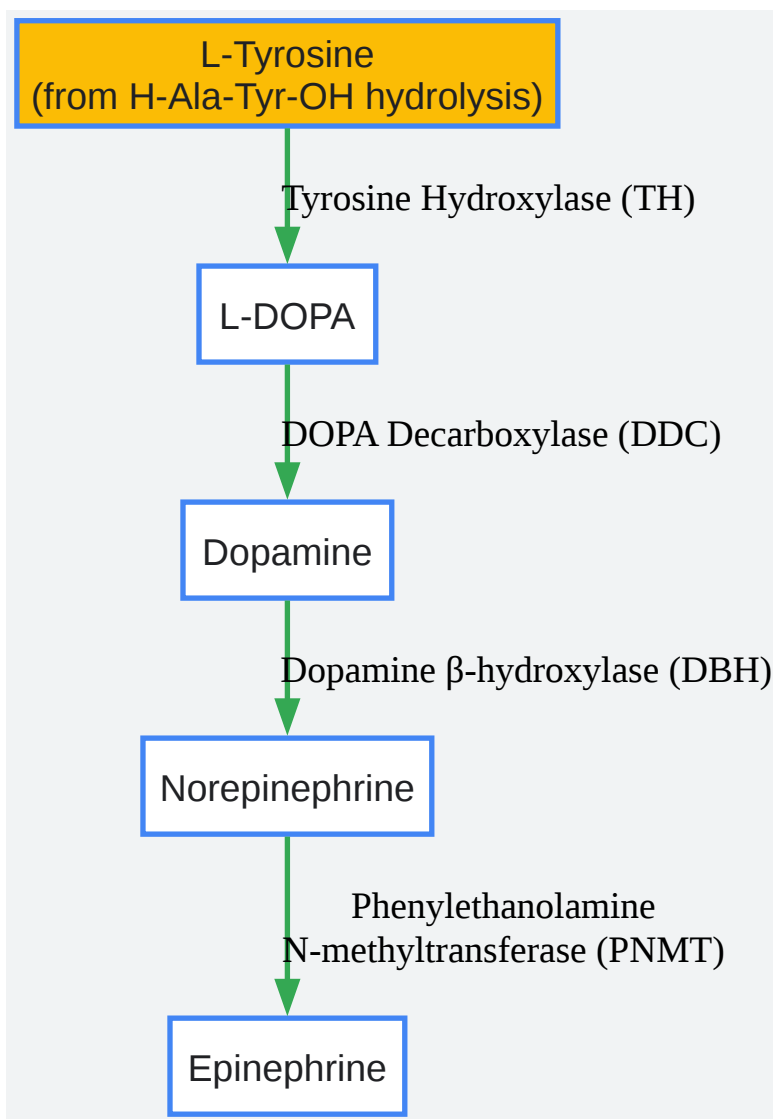 L-Tyrosine
(from H-Ala-Tyr-OH hydrolysis)
Tyrosine Hydroxylase (TH)
L-DOPA
DOPA Decarboxylase (DDC)
Dopamine
Dopamine β-hydroxylase (DBH)
Norepinephrine
Phenylethanolamine
N-methyltransferase (PNMT)
Epinephrine